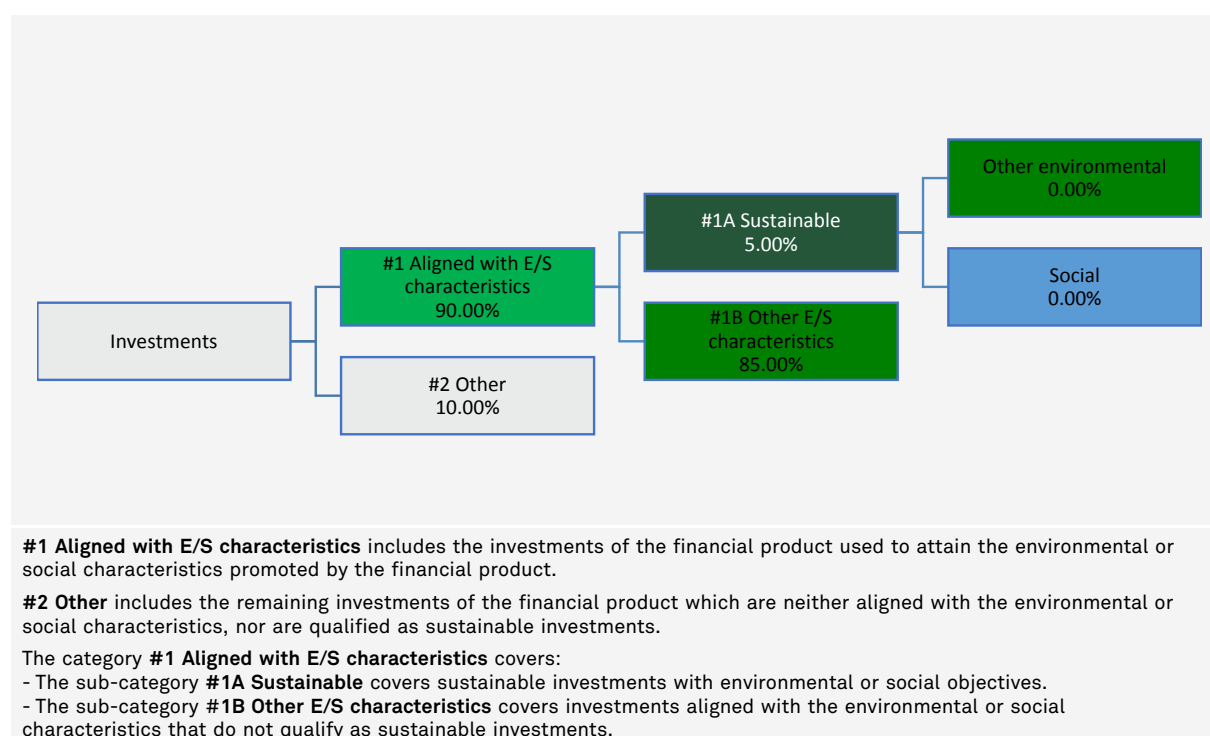 Investments
#1 Aligned with E/S
characteristics
90.00%
#2 Other
10.00%
#1A Sustainable
5.00%
#1B Other E/S
characteristics
85.00%
Other environmental
0.00%
Social
0.00%
#1 Aligned with E/S characteristics includes the investments of the financial product used to attain the environmental or
social characteristics promoted by the financial product.
#2 Other includes the remaining investments of the financial product which are neither aligned with the environmental or
social characteristics, nor are qualified as sustainable investments.
The category #1 Aligned with E/S characteristics covers:
- The sub-category #1A Sustainable covers sustainable investments with environmental or social objectives.
- The sub-category #1B Other E/S characteristics covers investments aligned with the environmental or social
characteristics that do not qualify as sustainable investments.